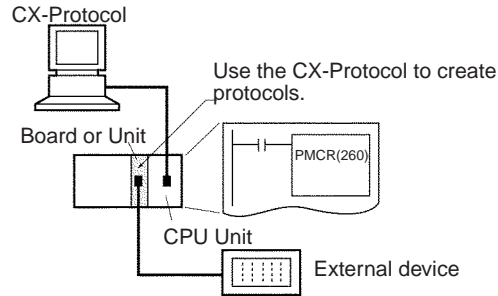 CX-Protocol
Use the CX-Protocol to create
protocols.
Board or Unit
PMCR(260)
CPU Unit
External device